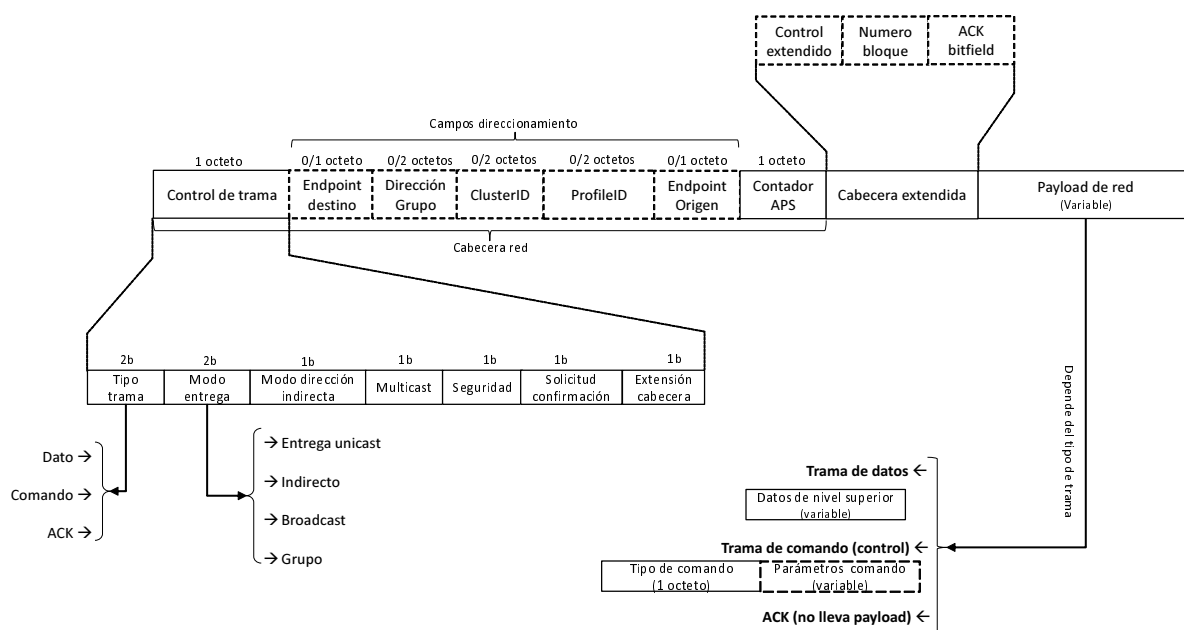 Control
extendido
Numero
bloque
ACK
bitfield
Campos direccionamiento
1 octeto
0/1 octeto
0/2 octetos
0/2 octetos
0/2 octetos
0/1 octeto
1 octeto
Control de trama
Endpoint
destino
Dirección
Grupo
ClusterID
ProfileID
Endpoint
Origen
Contador
APS
Cabecera extendida
Payload de red
(Variable)
Cabecera red
2b
2b
1b
1b
1b
1b
1b
Tipo
trama
Modo
entrega
Modo dirección
indirecta
Multicast
Seguridad
Solicitud
confirmación
Extensión
cabecera
Depende del tipo de trama
Dato →
Comando →
ACK →
→ Entrega unicast
→ Indirecto
→ Broadcast
→ Grupo
Trama de datos ←
Datos de nivel superior
(variable)
Trama de comando (control) ←
Tipo de comando
(1 octeto)
Parámetros comando
(variable)
ACK (no lleva payload) ←